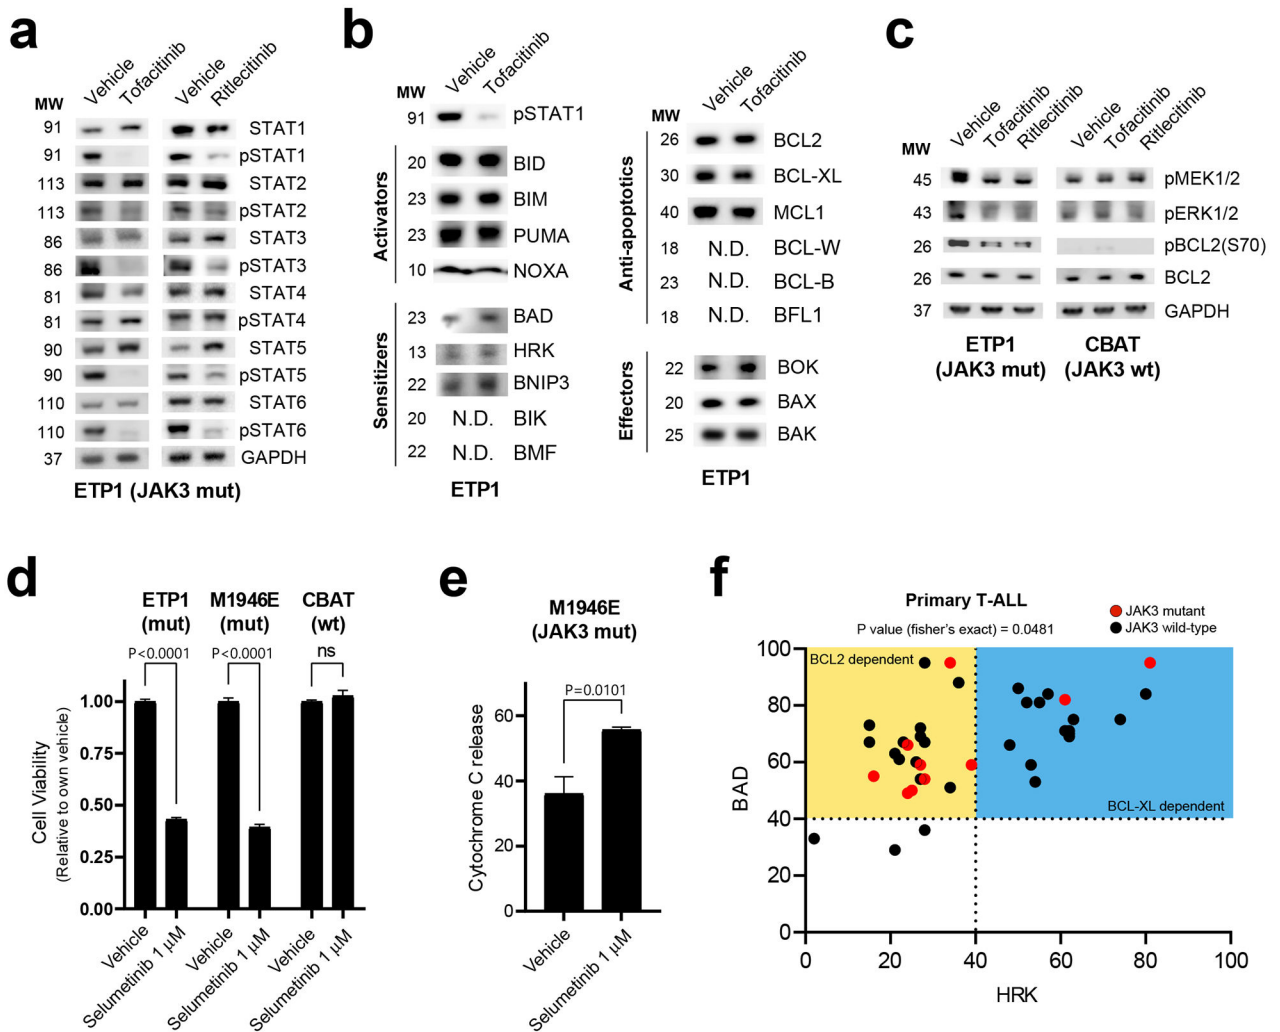 a
Vehicle
Tofacitinib
Vehicle
Ritlecitinib
MW
91 STAT1
91 pSTAT1
113 STAT2
113 pSTAT2
86 STAT3
86 pSTAT3
81 STAT4
81 pSTAT4
90 STAT5
90 pSTAT5
110 STAT6
110 pSTAT6
37 GAPDH
ETP1 (JAK3 mut)
b
Vehicle
Tofacitinib
MW
91 pSTAT1
Activators
20 BID
23 BIM
23 PUMA
10 NOXA
Sensitizers
23 BAD
13 HRK
22 BNIP3
20 N.D. BIK
22 N.D. BMF
ETP1
Vehicle
Tofacitinib
MW
Anti-apoptotics
26 BCL2
30 BCL-XL
40 MCL1
18 N.D. BCL-W
23 N.D. BCL-B
18 N.D. BFL1
Effectors
22 BOK
20 BAX
25 BAK
ETP1
c
Vehicle
Tofacitinib
Ritlecitinib
Vehicle
Tofacitinib
Ritlecitinib
MW
45 pMEK1/2
43 pERK1/2
26 pBCL2(S70)
26 BCL2
37 GAPDH
ETP1 CBAT
(JAK3 mut) (JAK3 wt)
d
ETP1 M1946E CBAT
(mut) (mut) (wt)
P<0.0001 P<0.0001 ns
Cell Viability
(Relative to own vehicle)
1.00
0.75
0.50
0.25
0.00
Vehicle
Selumetinib 1 µM
Vehicle
Selumetinib 1 µM
Vehicle
Selumetinib 1 µM
e
M1946E
(JAK3 mut)
P=0.0101
Cytochrome C release
60
40
20
0
Vehicle
Selumetinib 1 µM
f
Primary T-ALL
P value (fisher's exact) = 0.0481
JAK3 mutant
JAK3 wild-type
BCL2 dependent
BCL-XL dependent
BAD
100
80
60
40
20
0
0 20 40 60 80 100
HRK